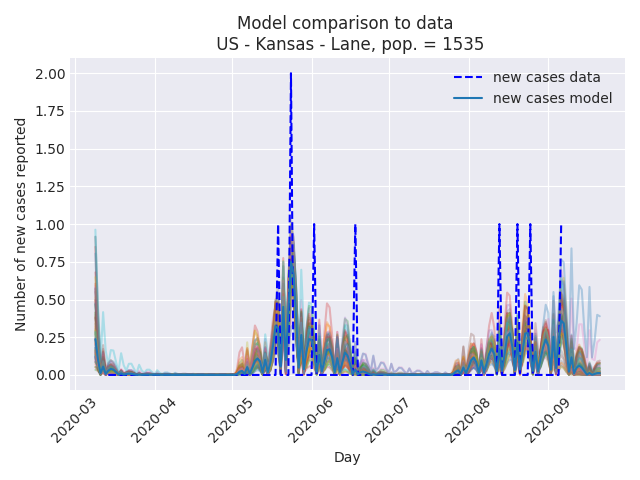 Model comparison to data
US - Kansas - Lane, pop. = 1535
new cases data
new cases model
Number of new cases reported
2.00
1.75
1.50
1.25
1.00
0.75
0.50
0.25
0.00
2020-03
2020-04
2020-05
2020-06
2020-07
2020-08
2020-09
Day